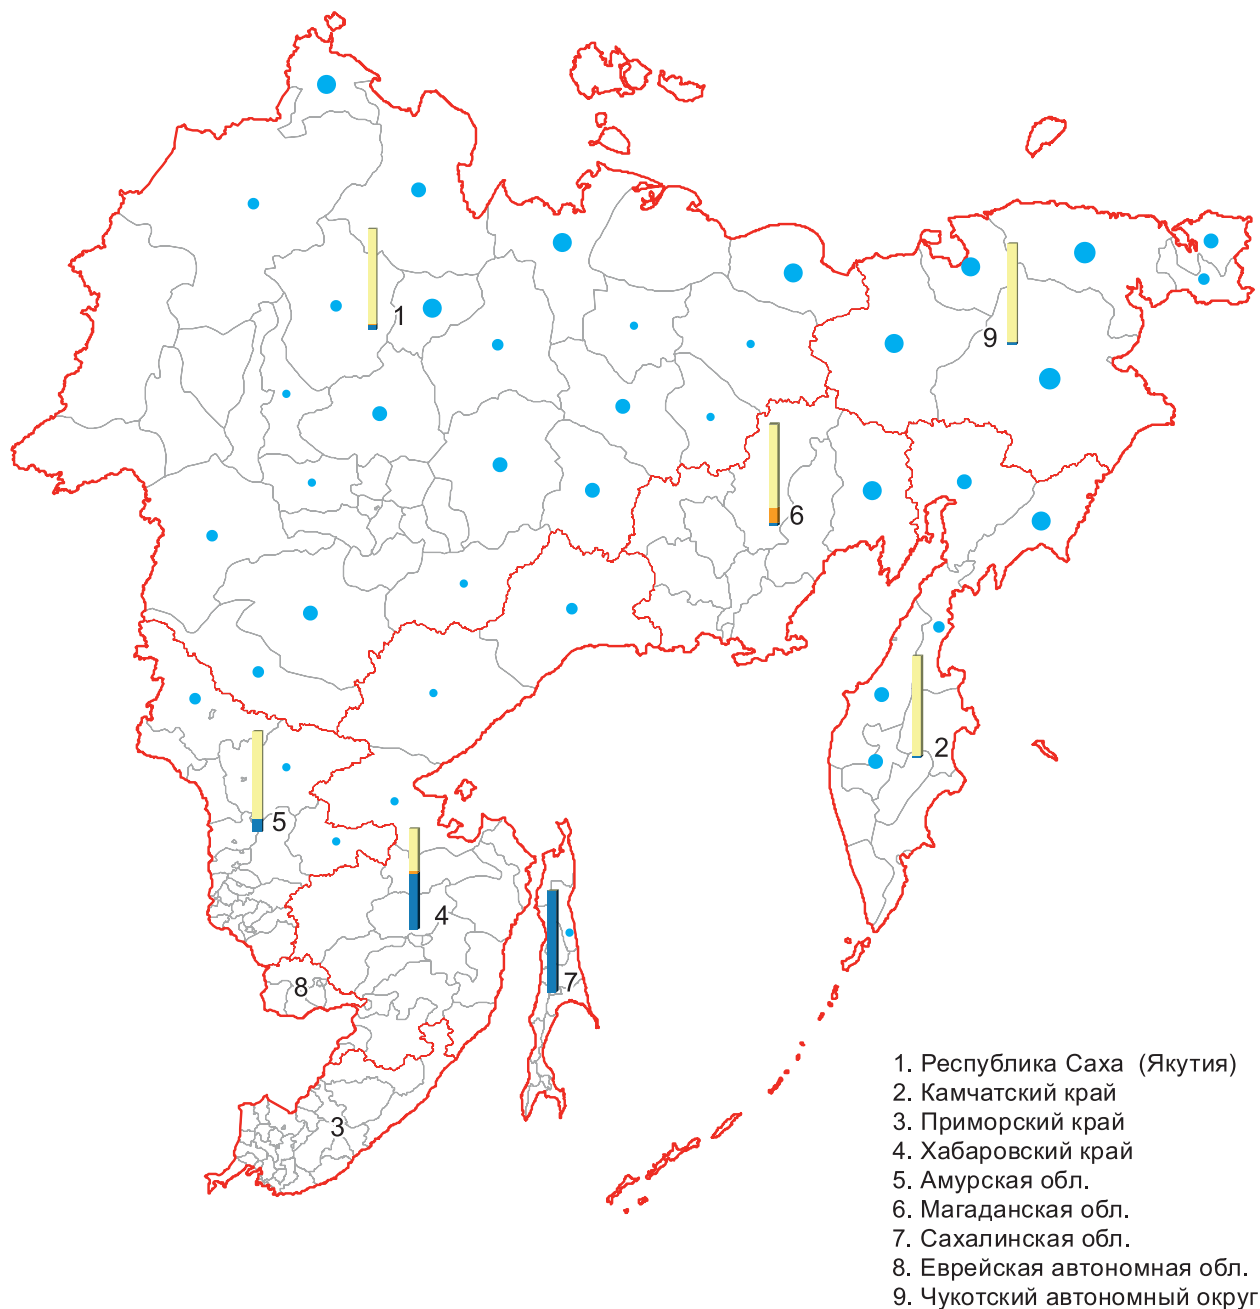 1
9
6
2
5
4
7
8
3
1. Республика Саха (Якутия)
2. Камчатский край
3. Приморский край
4. Хабаровский край
5. Амурская обл.
6. Магаданская обл.
7. Сахалинская обл.
8. Еврейская автономная обл.
9. Чукотский автономный округ